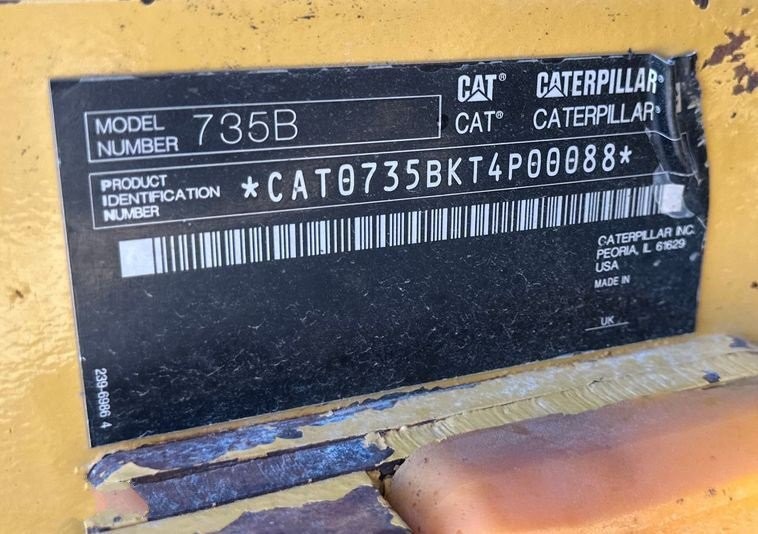 CAT® CATERPILLAR®
CAT® CATERPILLAR®
MODEL
NUMBER 735B
PRODUCT
IDENTIFICATION
NUMBER
*CAT0735BKT4P00088*
CATERPILLAR INC.
PEORIA, IL 61629
USA
MADE IN
UK
239-6986 4